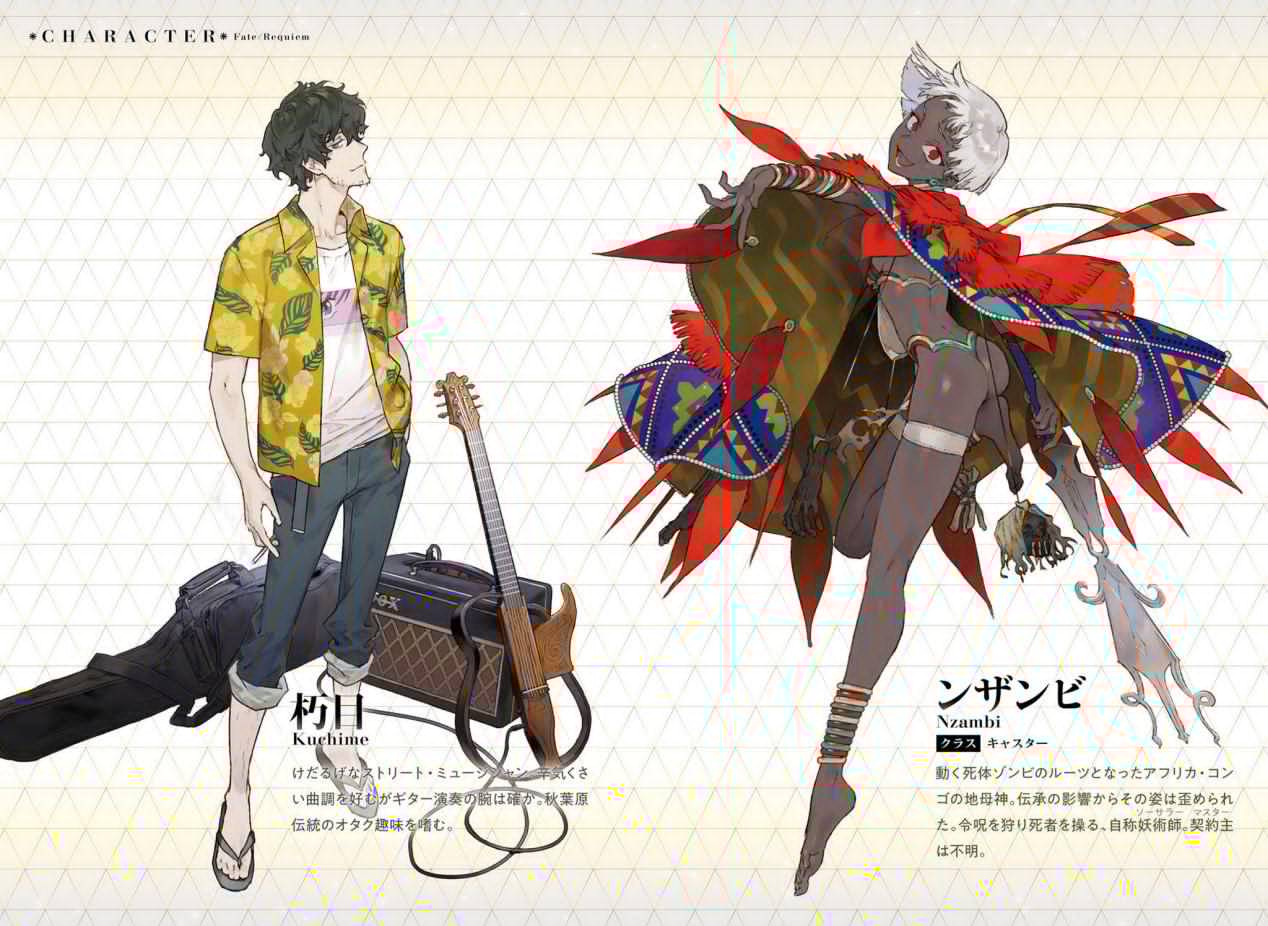 *CHARACTER* Fate/Requiem
VOX
朽目
Kuchime
けだるげなストリート・ミュージシャン。辛気くさ
い曲調を好むがギター演奏の腕は確か。秋葉原
伝統のオタク趣味を嗜む。
ンザンビ
Nzambi
クラス キャスター
動く死体ゾンビのルーツとなったアフリカ・コン
ゴの地母神。伝承の影響からその姿は歪められ
ソーサラー マスター
た。令呪を狩り死者を操る、自称妖術師。契約主
は不明。